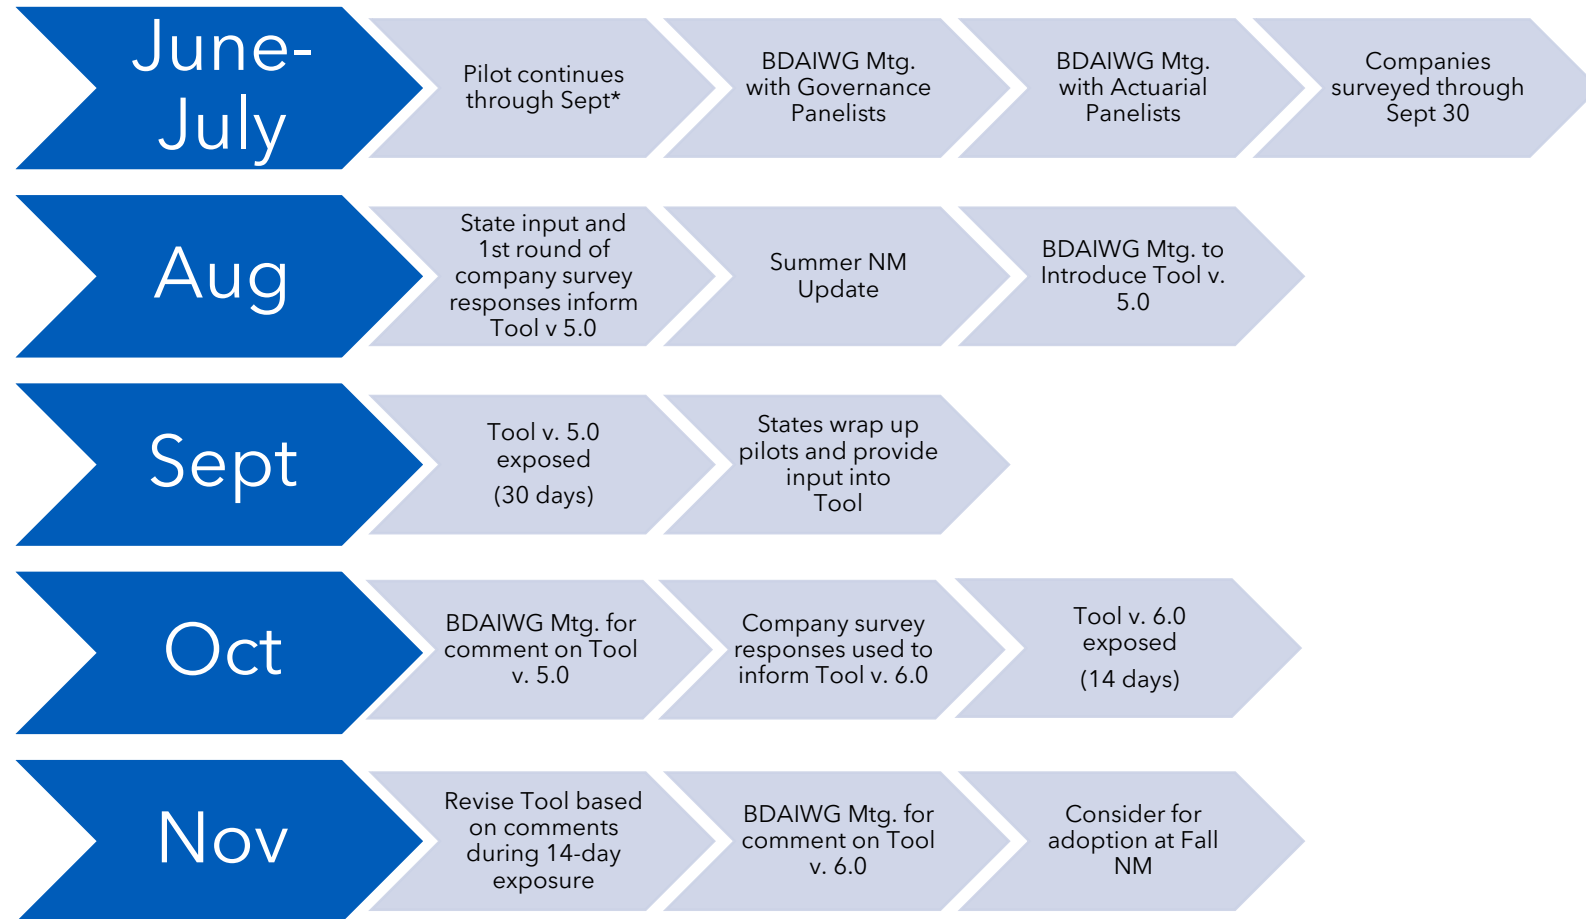 June-
July
Pilot continues
through Sept*
BDAIWG Mtg.
with Governance
Panelists
BDAIWG Mtg.
with Actuarial
Panelists
Companies
surveyed through
Sept 30
Aug
State input and
1st round of
company survey
responses inform
Tool v 5.0
Summer NM
Update
BDAIWG Mtg. to
Introduce Tool v.
5.0
Sept
Tool v. 5.0
exposed
(30 days)
States wrap up
pilots and provide
input into
Tool
Oct
BDAIWG Mtg. for
comment on Tool
v. 5.0
Company survey
responses used to
inform Tool v. 6.0
Tool v. 6.0
exposed
(14 days)
Nov
Revise Tool based
on comments
during 14-day
exposure
BDAIWG Mtg. for
comment on Tool
v. 6.0
Consider for
adoption at Fall
NM